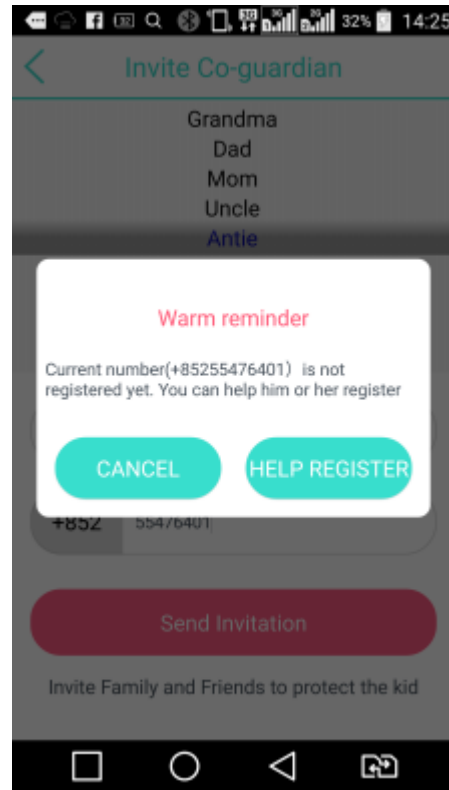 32% 14:25
Invite Co-guardian
Grandma
Dad
Mom
Uncle
Antie
Warm reminder
Current number(+85255476401) is not
registered yet. You can help him or her register
CANCEL HELP REGISTER
+852 55476401
Send Invitation
Invite Family and Friends to protect the kid